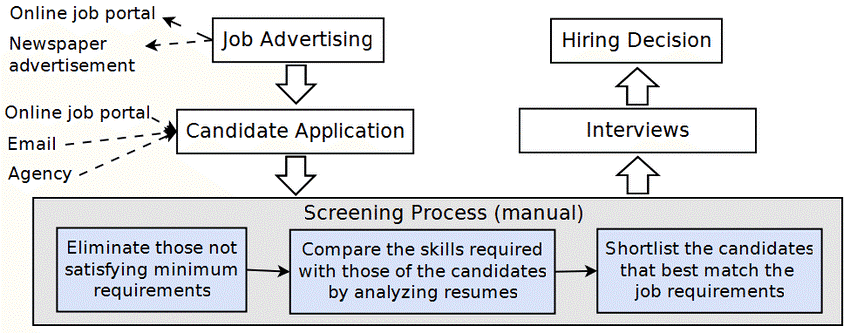 Online job portal
Newspaper
advertisement
Job Advertising
Online job portal
Email
Agency
Candidate Application
Screening Process (manual)
Eliminate those not
satisfying minimum
requirements
Compare the skills required
with those of the candidates
by analyzing resumes
Shortlist the candidates
that best match the
job requirements
Interviews
Hiring Decision